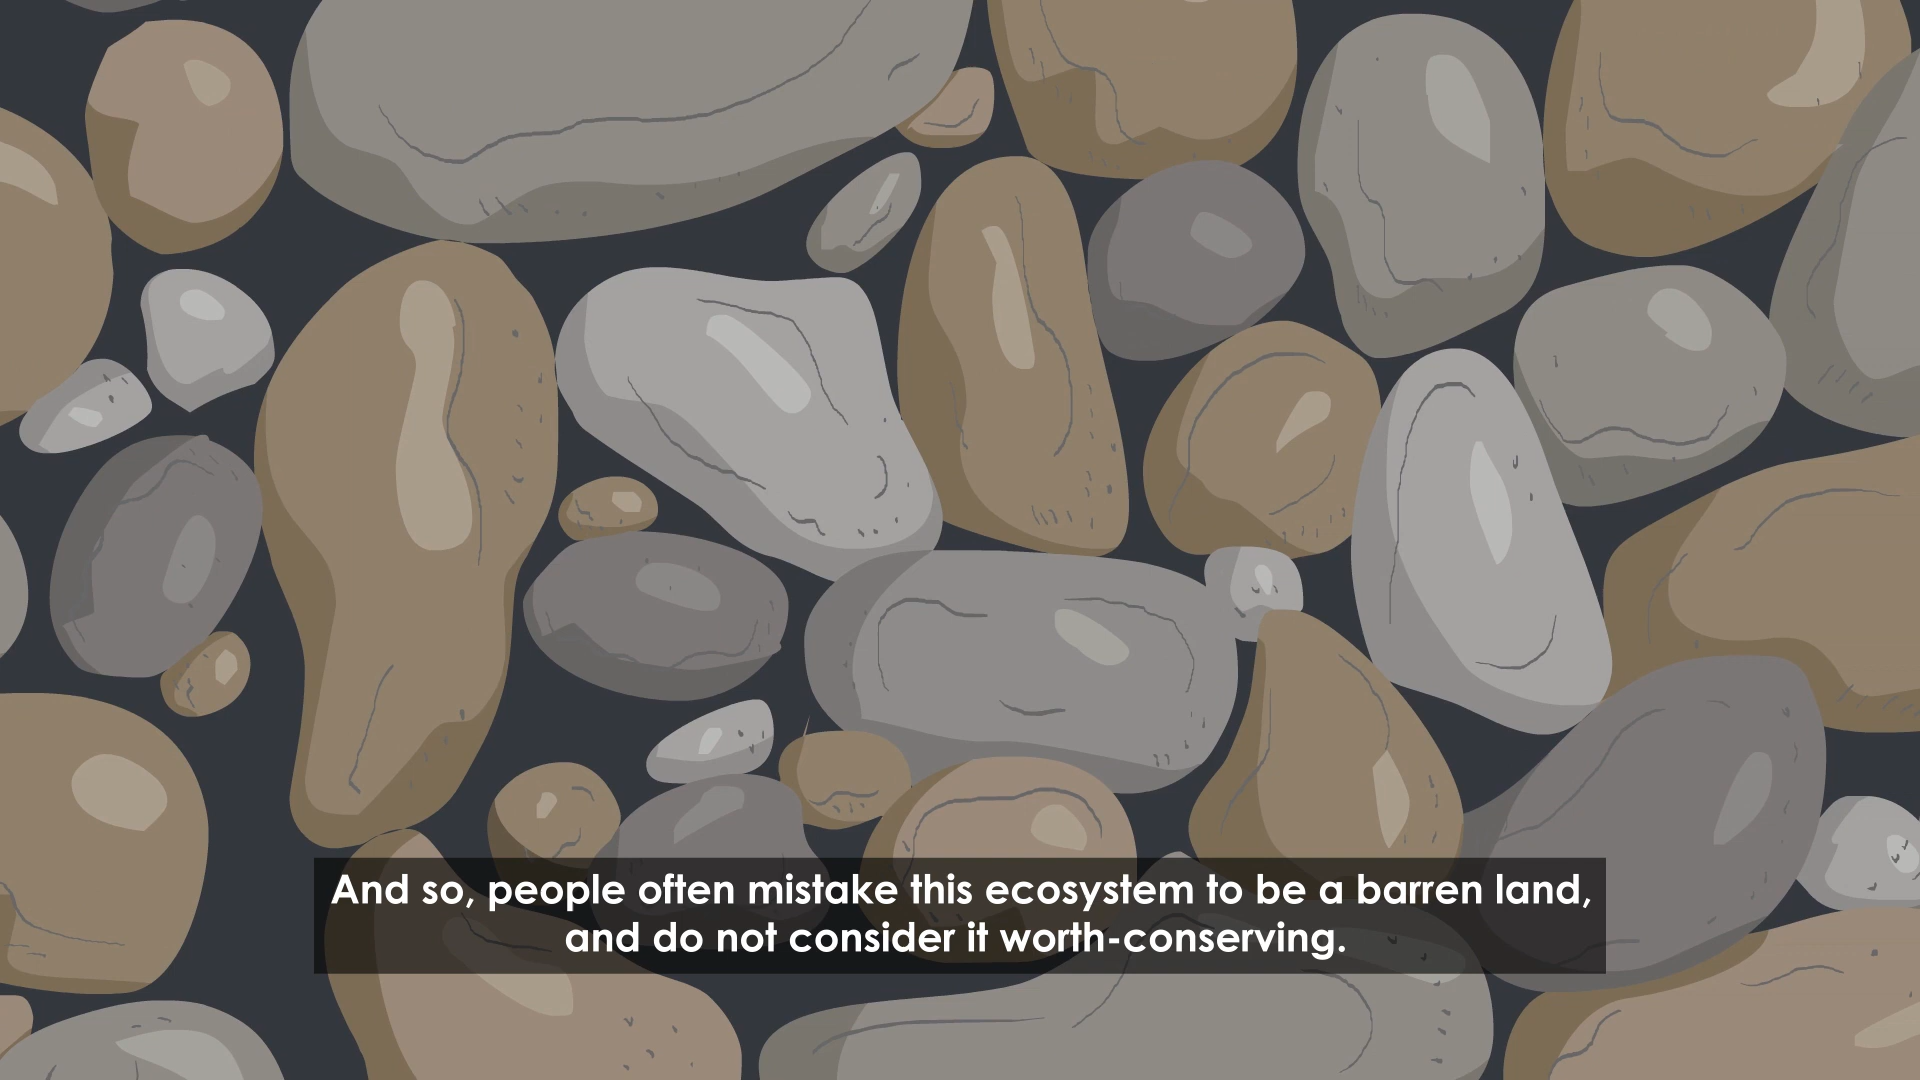 And so, people often mistake this ecosystem to be a barren land,
and do not consider it worth-conserving.